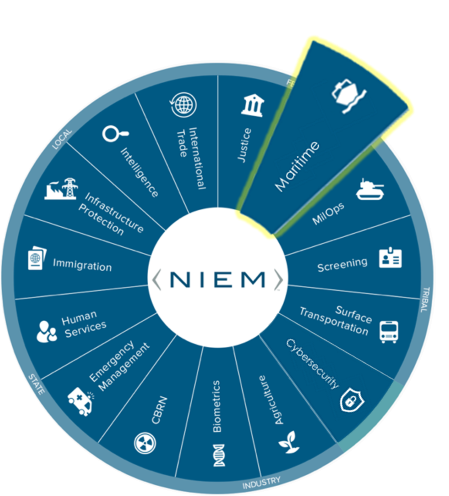 NIEM
Justice
Maritime
MilOps
Screening
Surface
Transportation
Cybersecurity
Agriculture
Biometrics
CBRN
Emergency
Management
Human
Services
Immigration
Infrastructure
Protection
Intelligence
International
Trade
TRIBAL
INDUSTRY
STATE
LOCAL